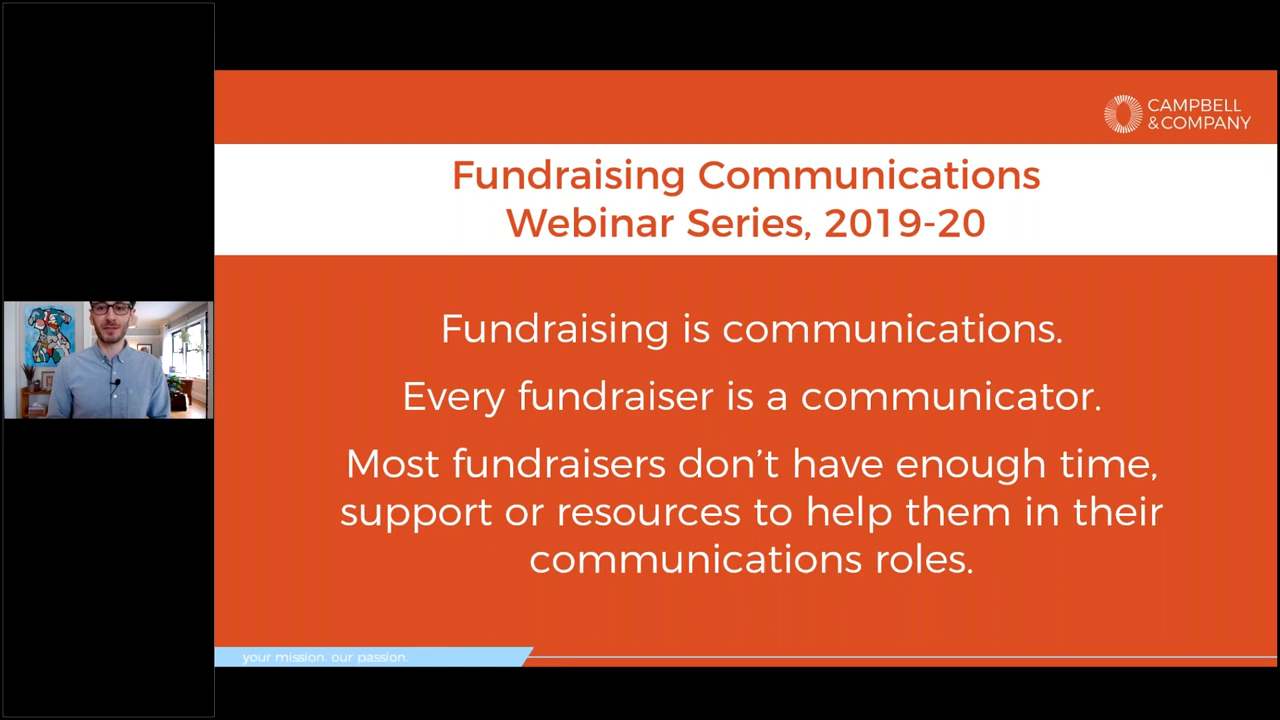 CAMPBELL
&COMPANY
Fundraising Communications
Webinar Series, 2019-20
Fundraising is communications.
Every fundraiser is a communicator.
Most fundraisers don’t have enough time,
support or resources to help them in their
communications roles.
your mission. our passion.